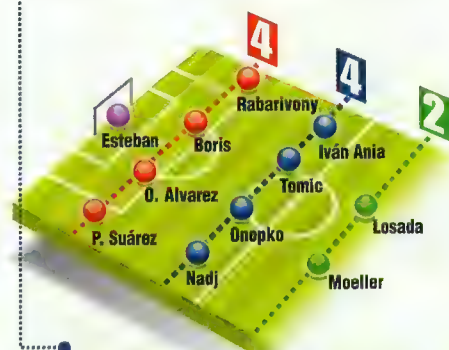 4
4
2
Rabarivony
Esteban
Boris
Iván Ania
O. Alvarez
Tomic
P. Suárez
Onopko
Losada
Nadj
Moeller